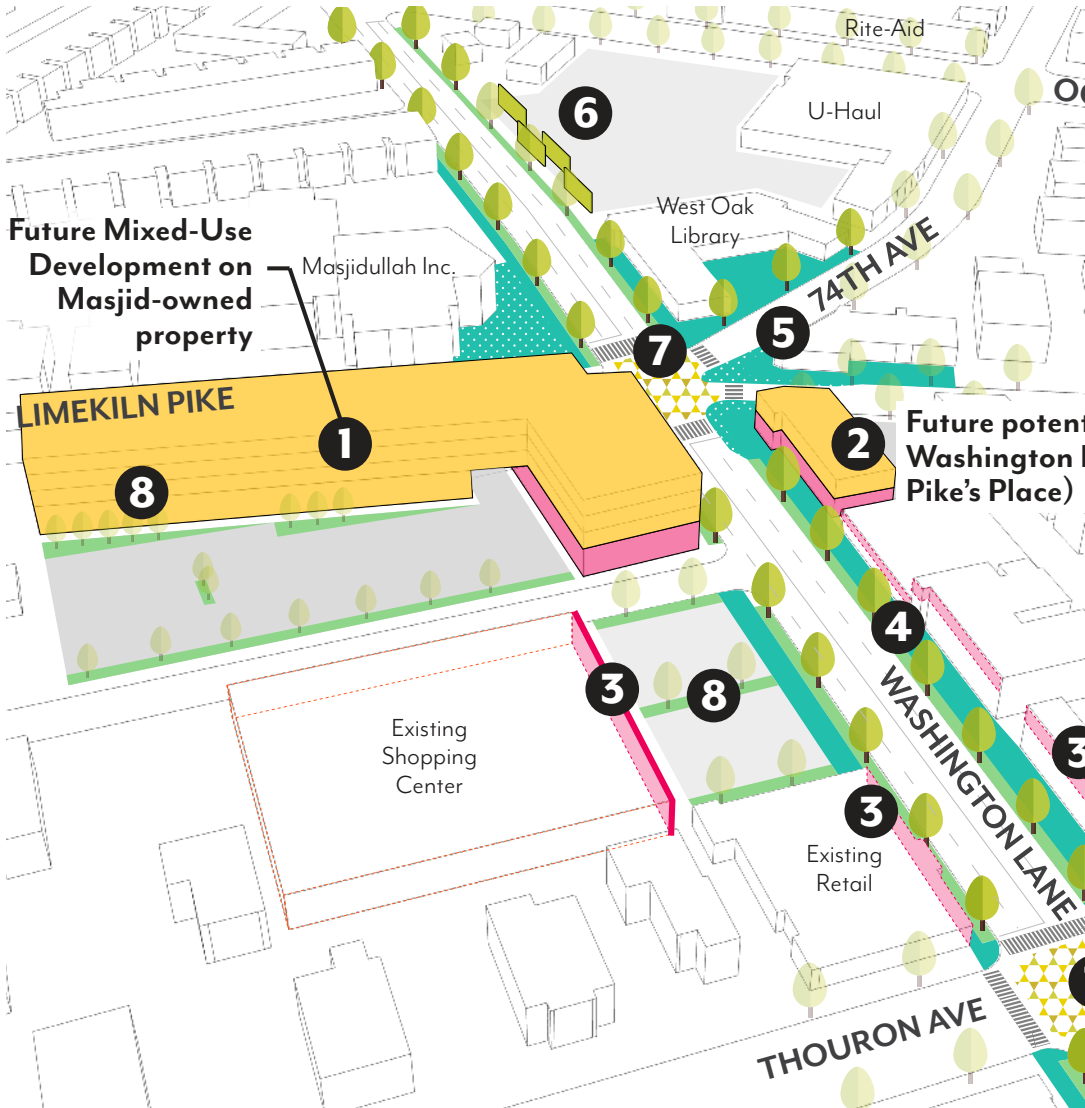 Rite-Aid
6
U-Haul
West Oak
Library
74TH AVE
Future Mixed-Use
Development on
Masjid-owned
property
Masjidullah Inc.
5
7
LIMEKILN PIKE
1
8
2
Future potent
Washington
Pike's Place)
4
3
8
WASHINGTON LANE
Existing
Shopping
Center
3
3
Existing
Retail
THOURON AVE